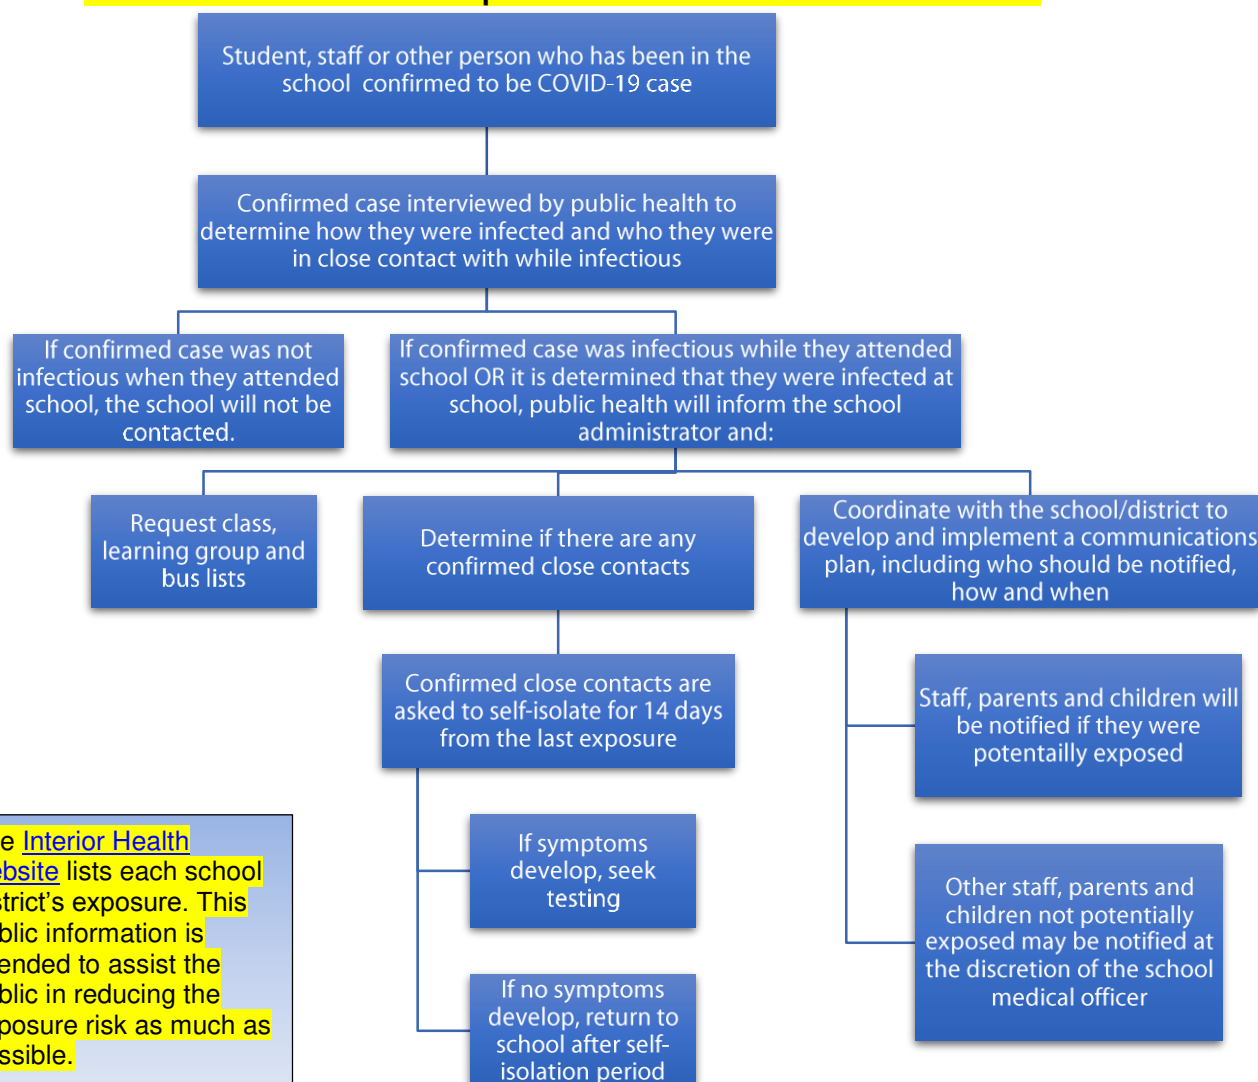 Student, staff or other person who has been in the
school confirmed to be COVID-19 case
Confirmed case interviewed by public health to
determine how they were infected and who they were
in close contact with while infectious
If confirmed case was not
infectious when they attended
school, the school will not be
contacted.
If confirmed case was infectious while they attended
school OR it is determined that they were infected at
school, public health will inform the school
administrator and:
Request class,
learning group and
bus lists
Determine if there are any
confirmed close contacts
Coordinate with the school/district to
develop and implement a communications
plan, including who should be notified,
how and when
Confirmed close contacts are
asked to self-isolate for 14 days
from the last exposure
Staff, parents and children will
be notified if they were
potentailly exposed
If symptoms
develop, seek
testing
Other staff, parents and
children not potentially
exposed may be notified at
the discretion of the school
medical officer
If no symptoms
develop, return to
school after self-
isolation period
e Interior Health
ebsite lists each school
strict's exposure. This
blic information is
ended to assist the
blic in reducing the
posure risk as much as
ssible.